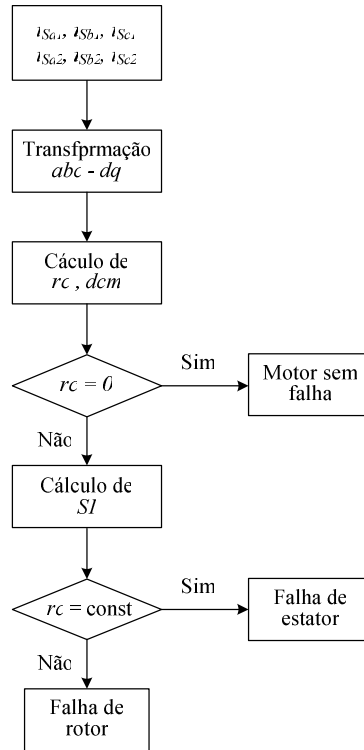 iSa1, iSb1, iSc1
iSa2, iSb2, iSc2
Transfprmação
abc - dq
Cáculo de
rc , dcm
rc = 0
Sim
Motor sem
falha
Não
Cálculo de
SI
rc = const
Sim
Falha de
estator
Não
Falha de
rotor